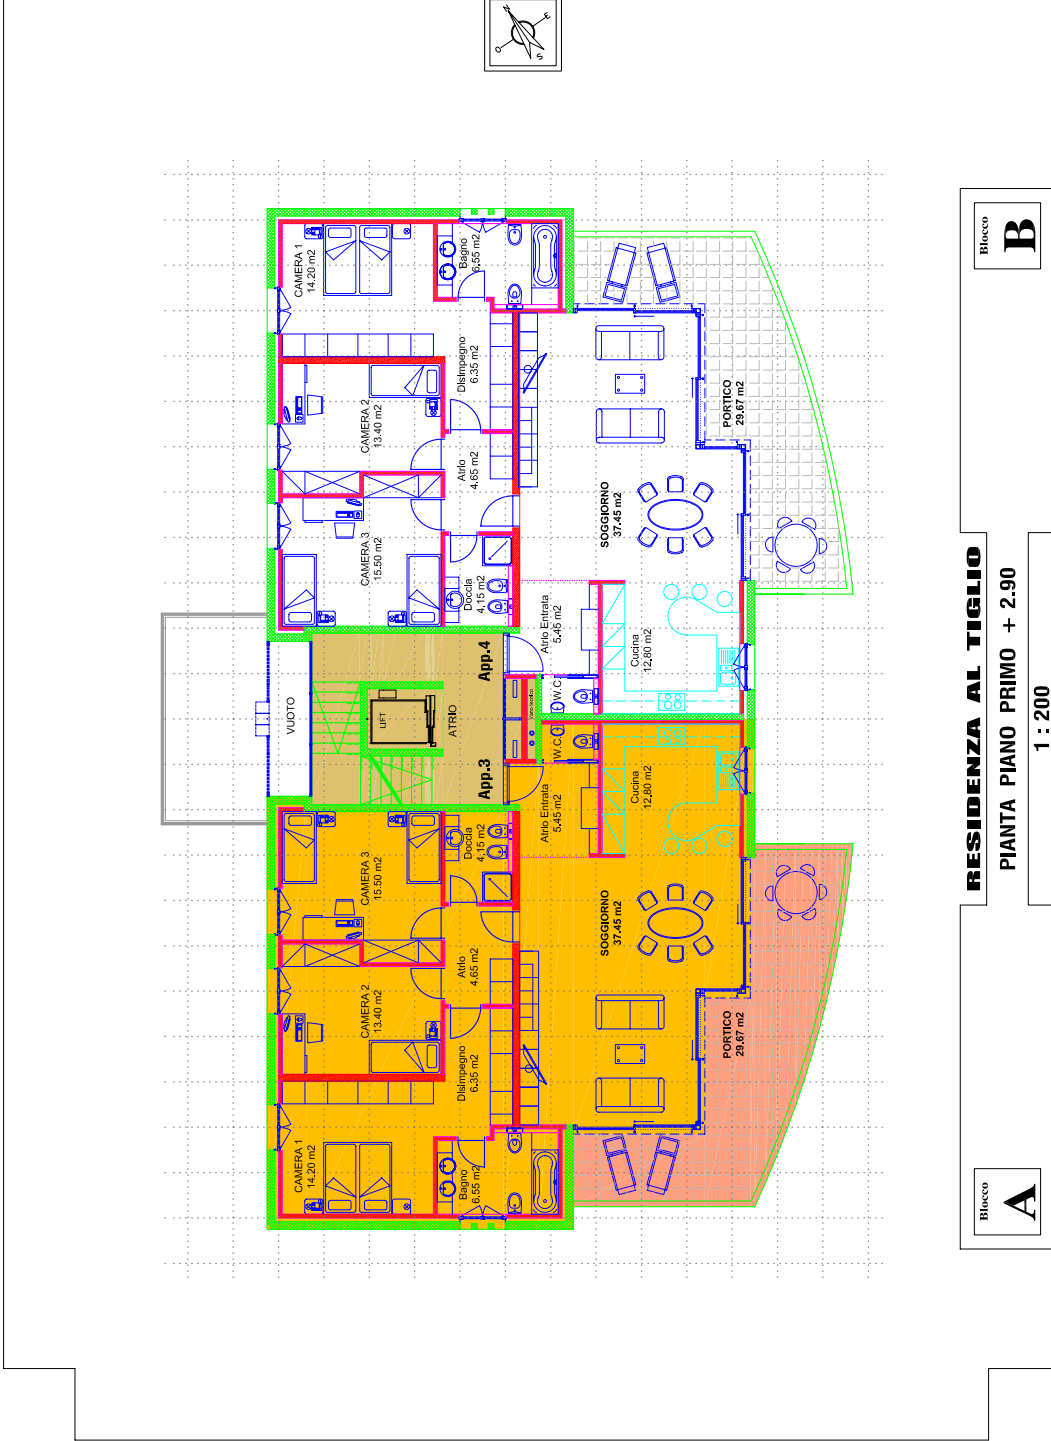 N
E
S
O
CAMERA 1
14.20 m2
Bagno
6.55 m2
CAMERA 2
13.40 m2
Disimpegno
6.35 m2
PORTICO
29.67 m2
Atrio
4.65 m2
SOGGIORNO
37.45 m2
CAMERA 3
15.50 m2
Doccia
4.15 m2
Atrio Entrata
5.45 m2
Cucina
12.80 m2
App.4
W.C.
VUOTO
LIFT
ATRIO
App.3
W.C.
Cucina
12.80 m2
Atrio Entrata
5.45 m2
Doccia
4.15 m2
CAMERA 3
15.50 m2
SOGGIORNO
37.45 m2
Atrio
4.65 m2
CAMERA 2
13.40 m2
Disimpegno
6.35 m2
PORTICO
29.67 m2
CAMERA 1
14.20 m2
Bagno
6.55 m2
Blocco
A
RESIDENZA AL TIGLIO
PIANTA PIANO PRIMO + 2.90
1 : 200
Blocco
B